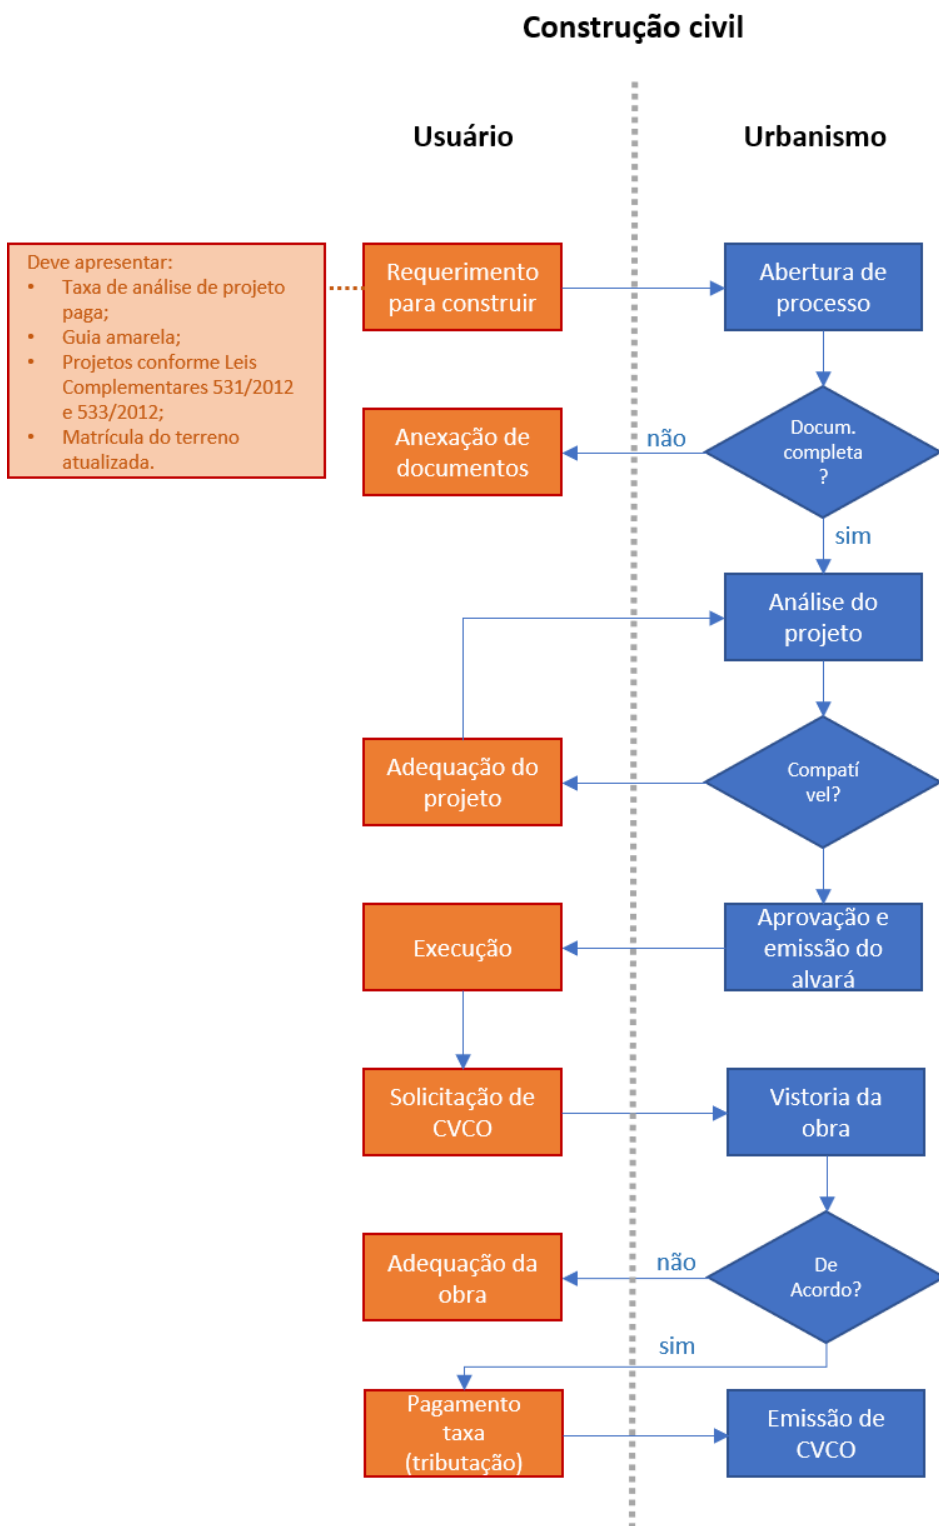 Construção civil
Usuário
Urbanismo
Deve apresentar:
• Taxa de análise de projeto
paga;
• Guia amarela;
• Projetos conforme Leis
Complementares 531/2012
e 533/2012;
• Matrícula do terreno
atualizada.
Requerimento
para construir
Abertura de
processo
Anexação de
documentos
não
Docum.
completa
?
sim
Análise do
projeto
Adequação do
projeto
Compatí
vel?
Execução
Aprovação e
emissão do
alvará
Solicitação de
CVCO
Vistoria da
obra
Adequação da
obra
não
De
Acordo?
sim
Pagamento
taxa
(tributação)
Emissão de
CVCO